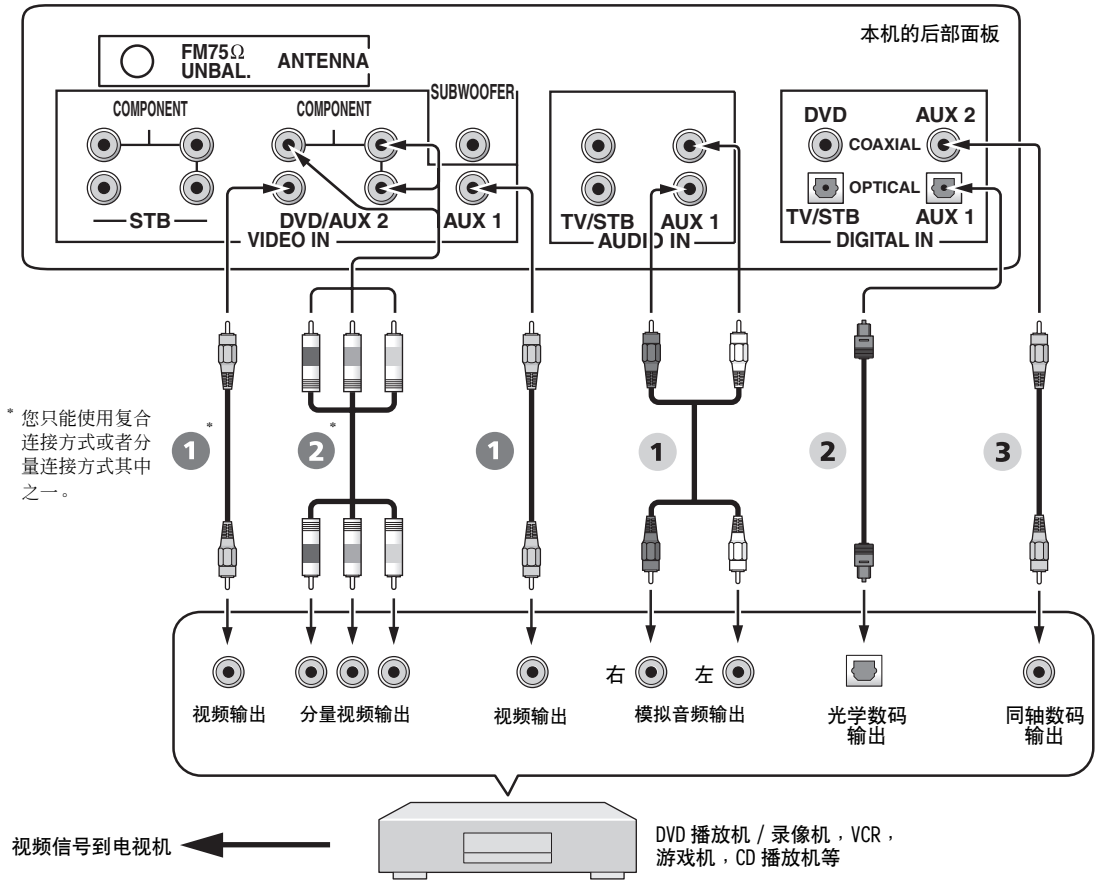 本机的后部面板
FM75Ω
UNBAL.
ANTENNA
SUBWOOFER
COMPONENT
COMPONENT
DVD
AUX 2
COAXIAL
OPTICAL
STB
DVD/AUX 2
AUX 1
VIDEO IN
TV/STB
AUX 1
AUDIO IN
TV/STB
AUX 1
DIGITAL IN
* 您只能使用复合
连接方式或者分
量连接方式其中
之一。
1*
2*
1
1
2
3
右
左
视频输出
分量视频输出
视频输出
模拟音频输出
光学数码
输出
同轴数码
输出
视频信号到电视机
DVD 播放机 / 录像机，VCR，
游戏机，CD 播放机等